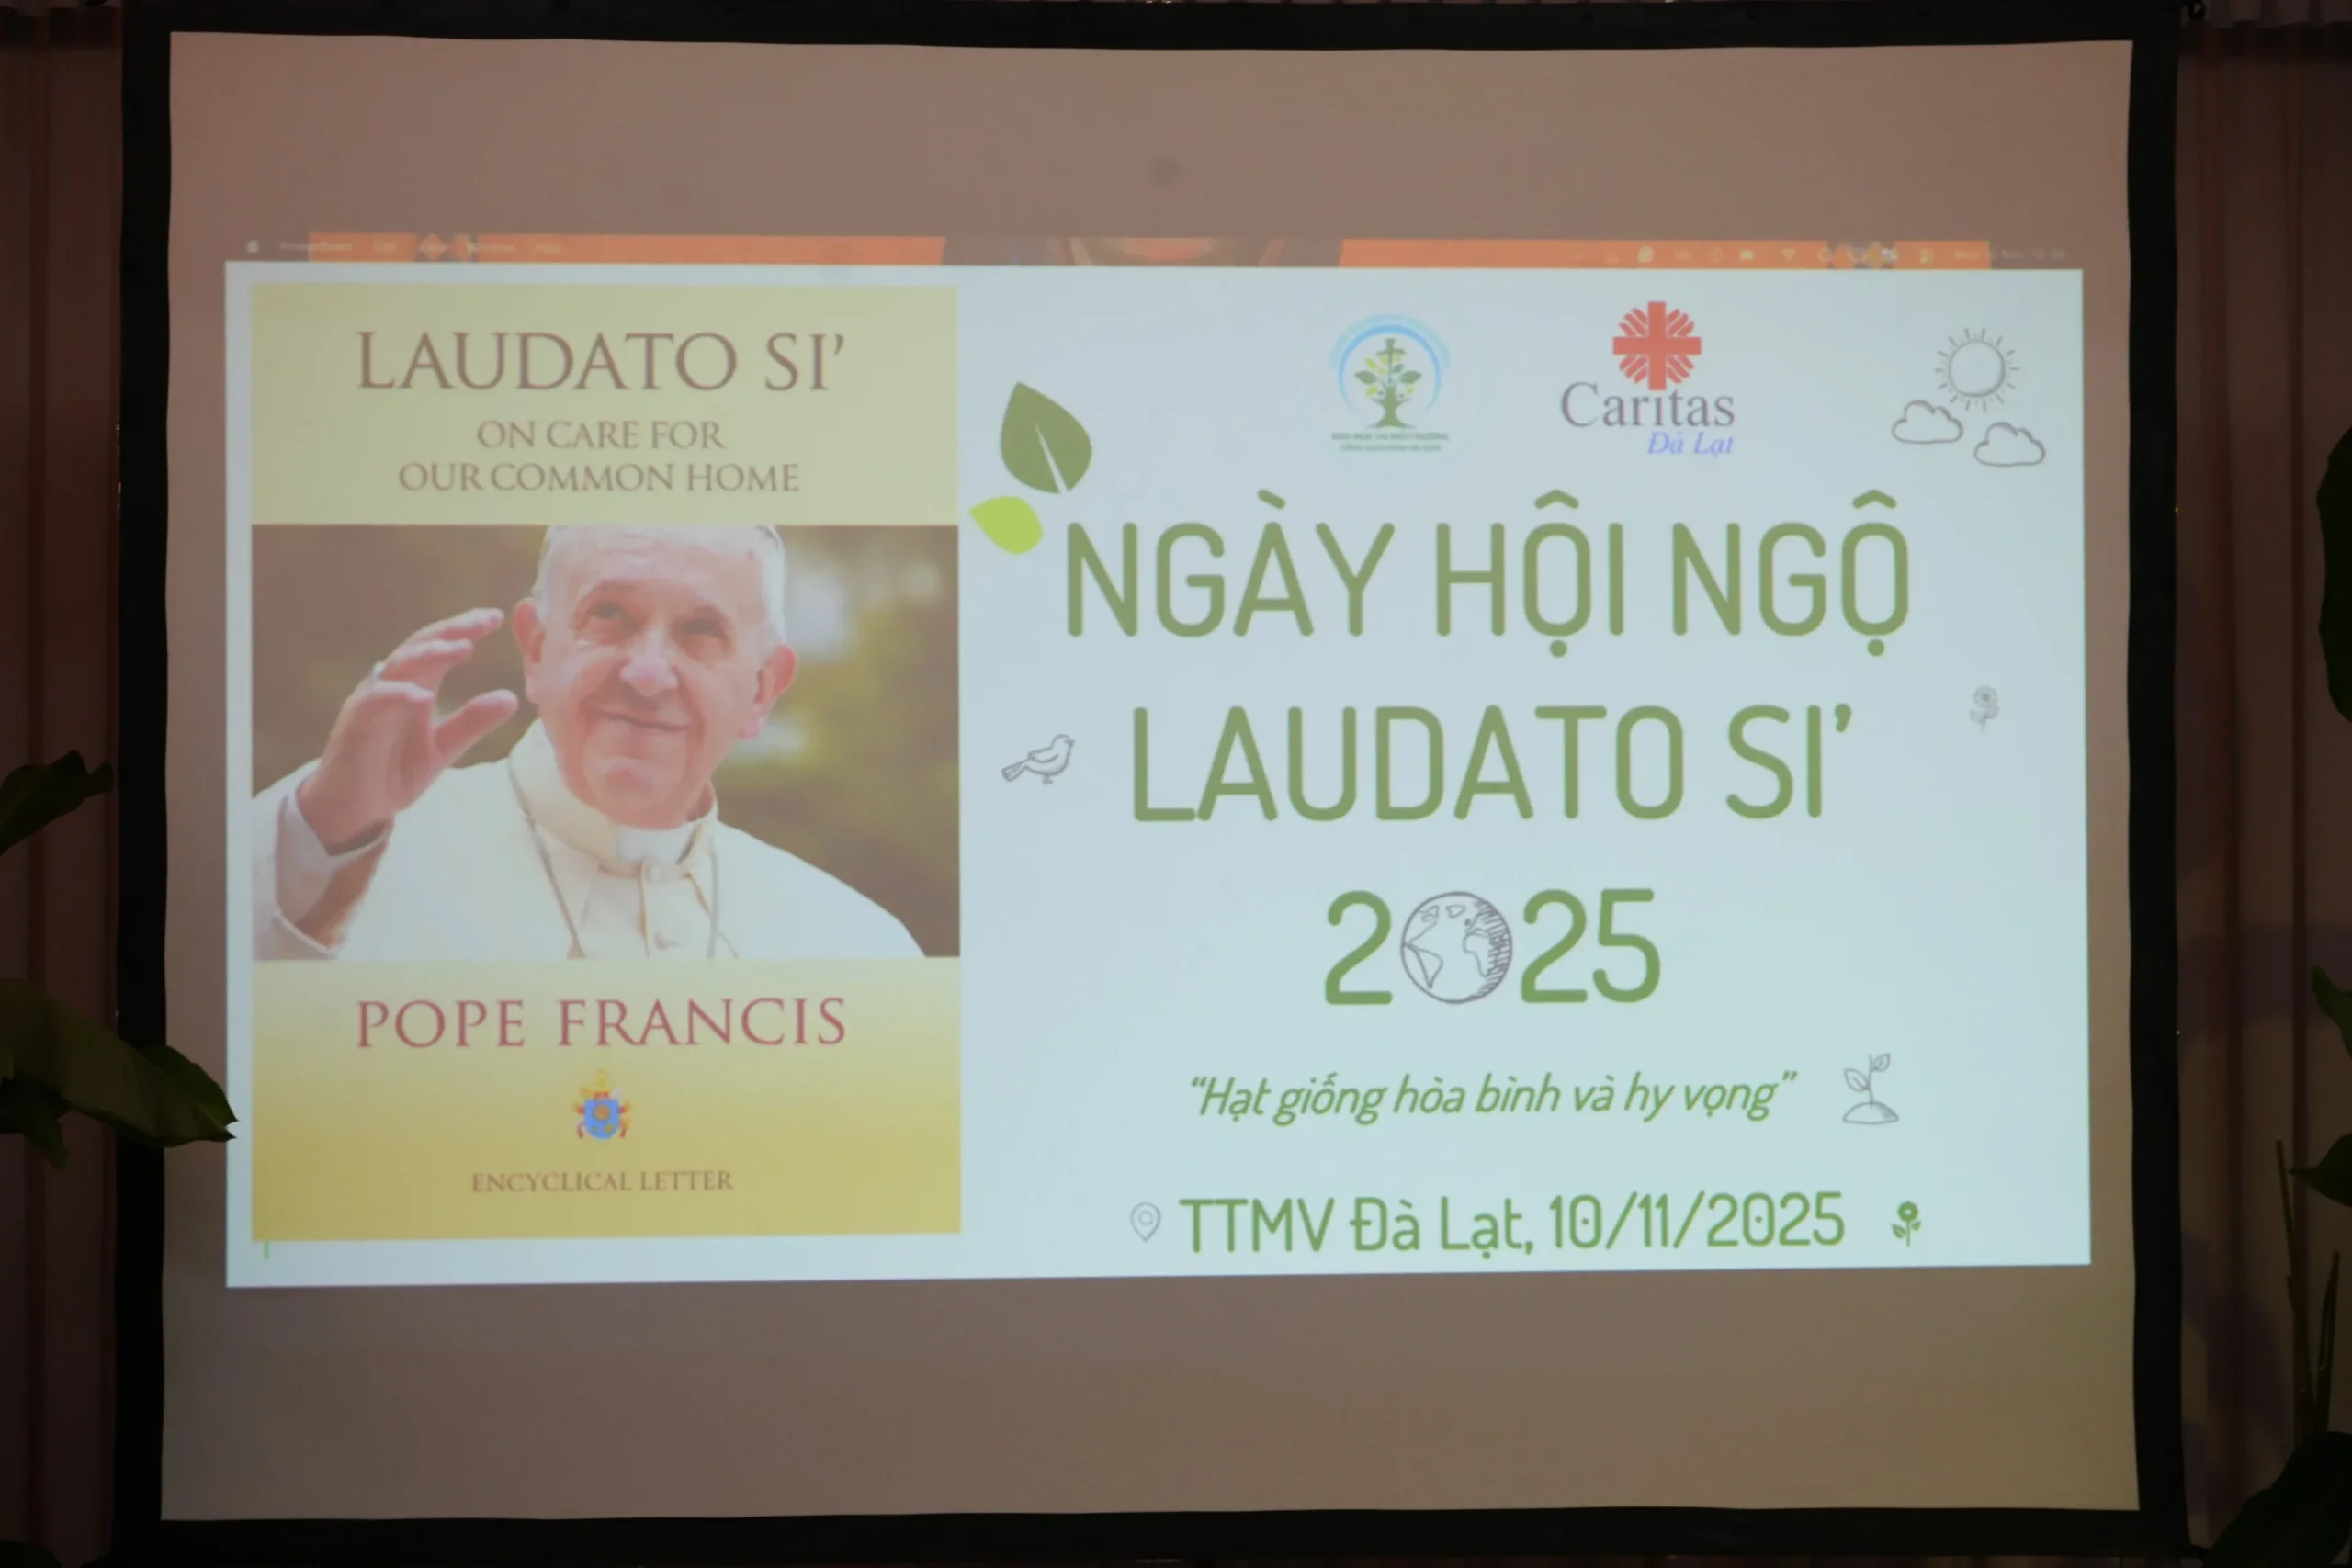 LAUDATO SI'
ON CARE FOR
OUR COMMON HOME
POPE FRANCIS
ENCYCLICAL LETTER
Caritas
Đà Lạt
NGÀY HỘI NGỘ
LAUDATO SI'
2025
“Hạt giống hòa bình và hy vọng”
TTMV Đà Lạt, 10/11/2025